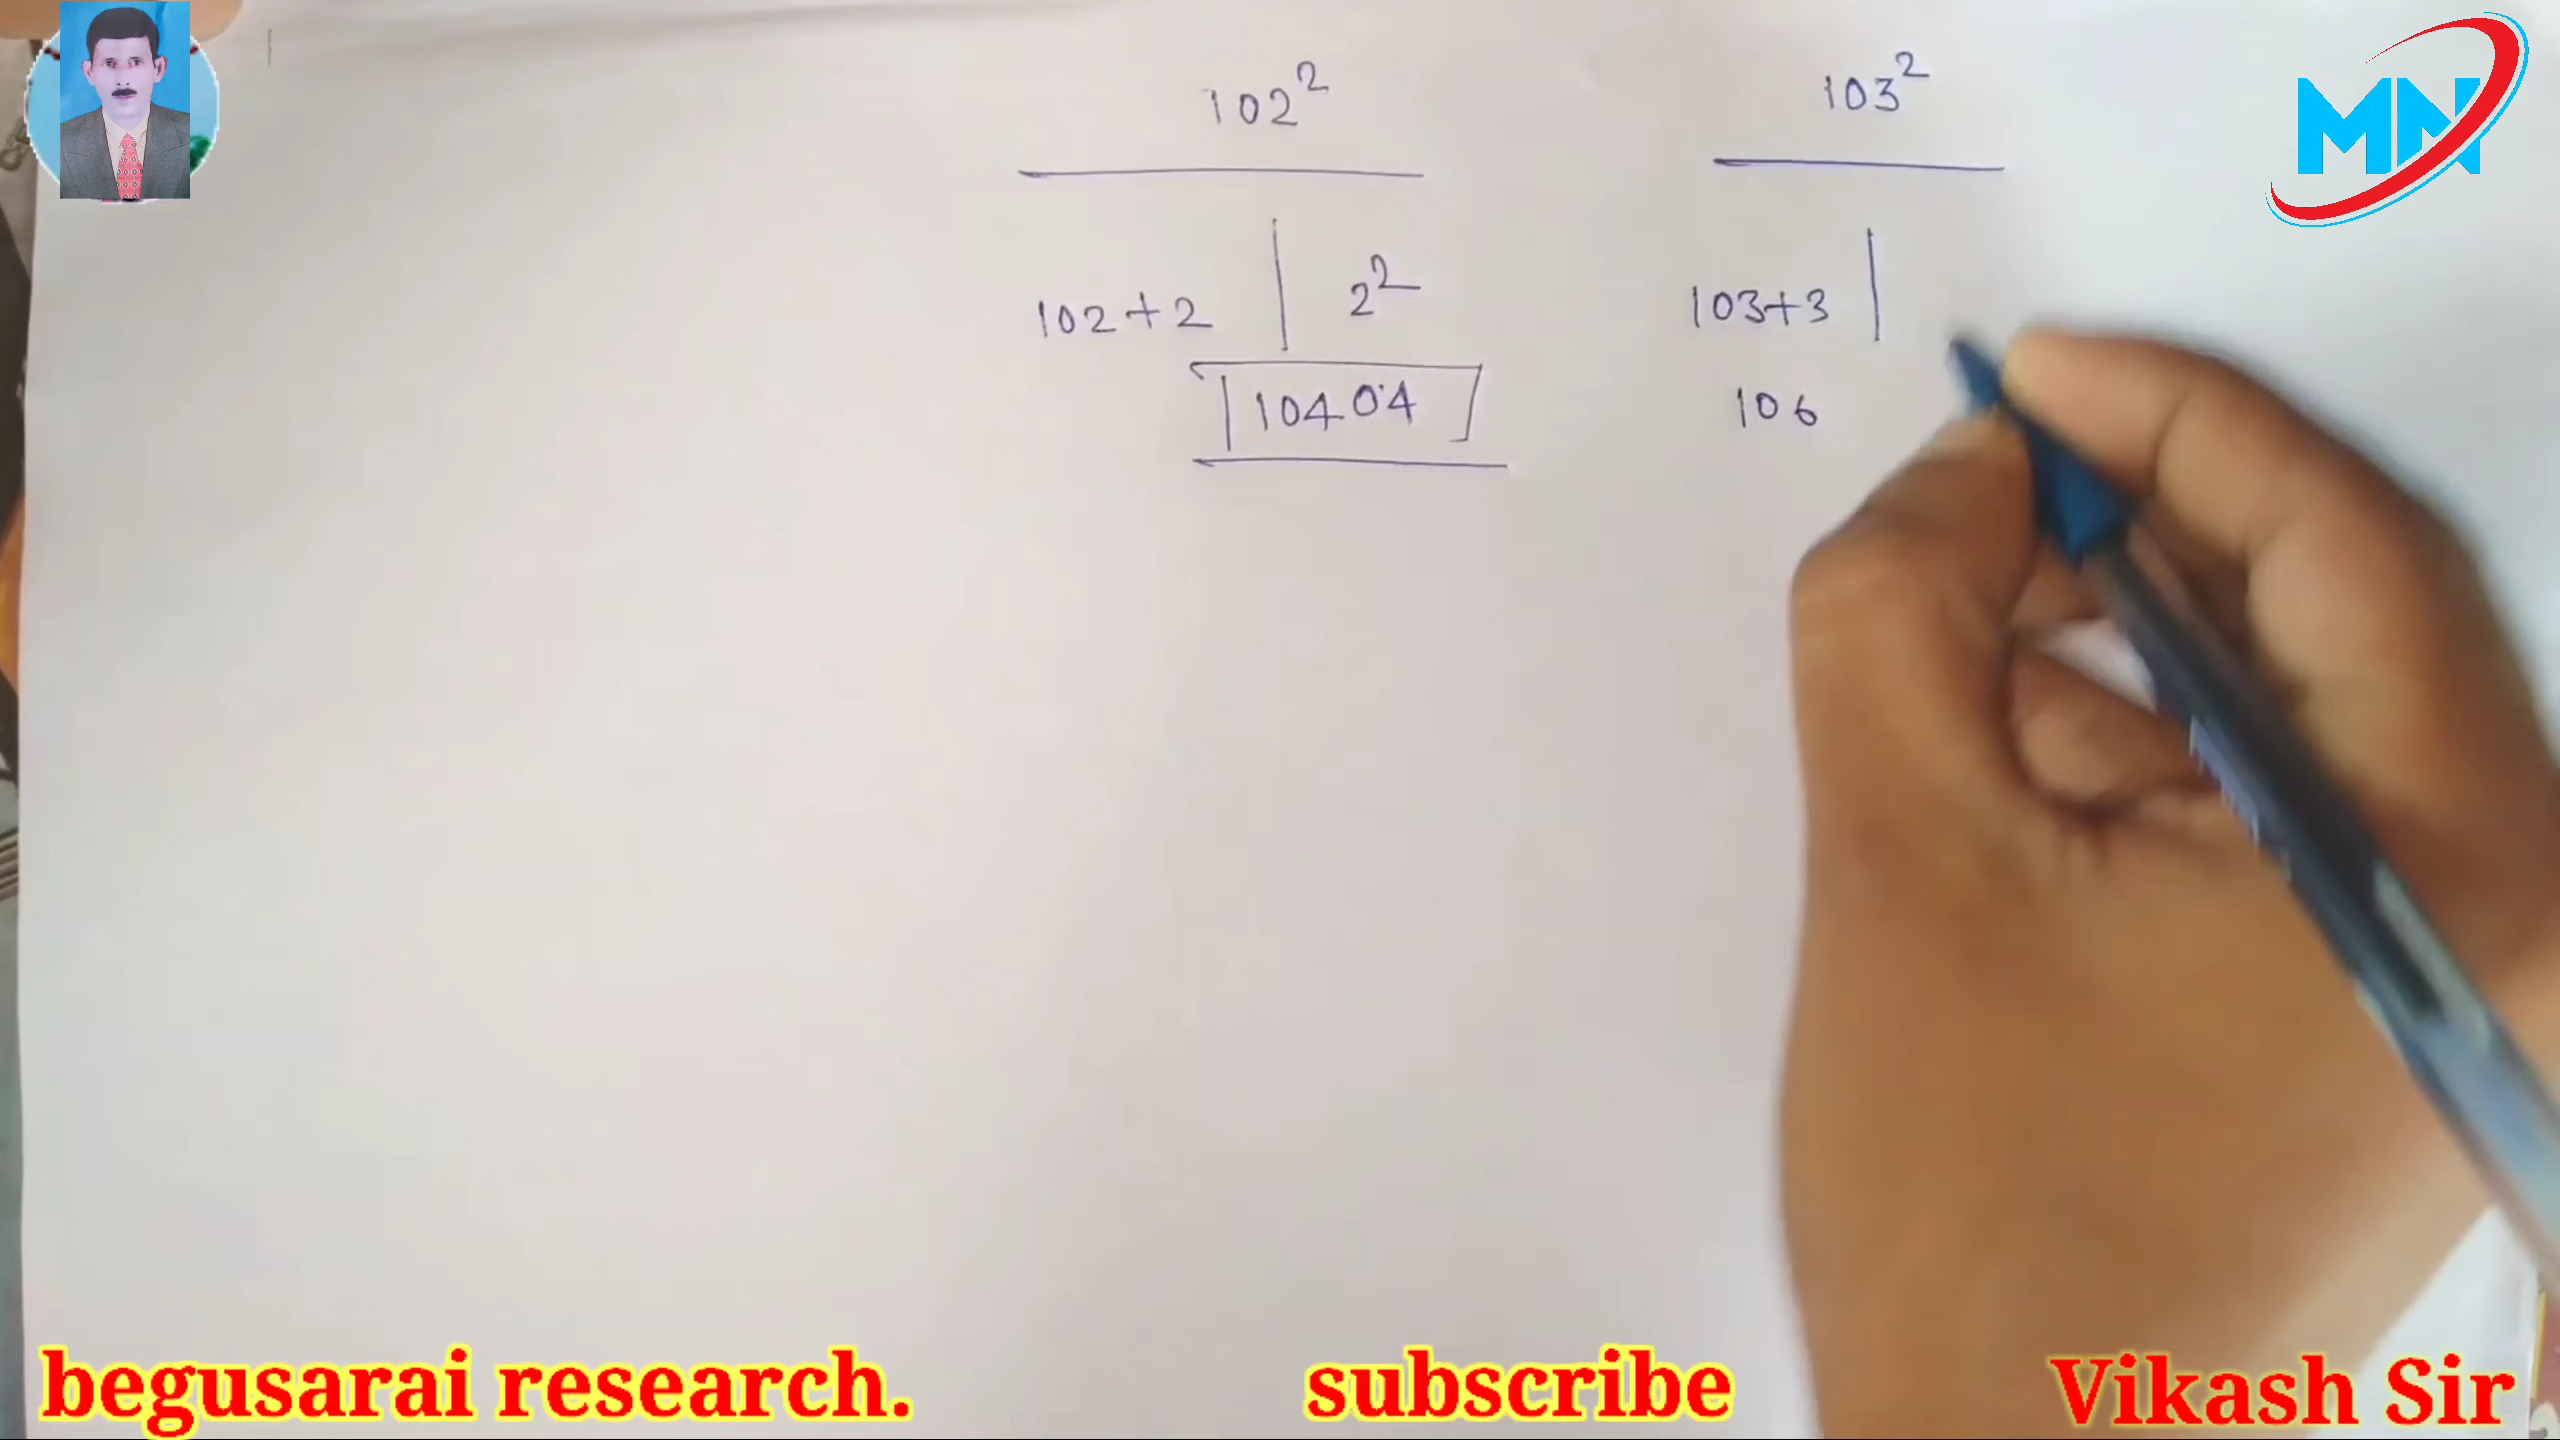 102²
102+2 | 2²
10404
103²
103+3 |
106
MN
begusarai research.
subscribe
Vikash Sir